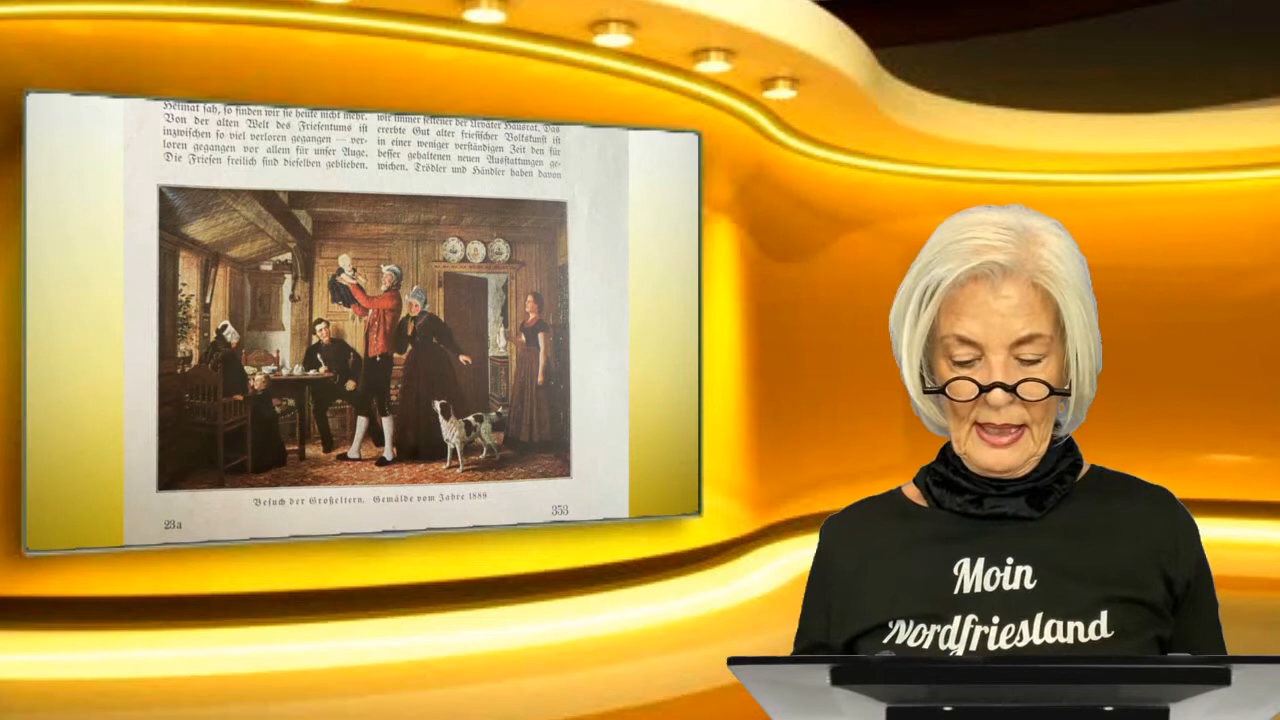 Heimat sah, so finden wir sie heute nicht mehr.
Von der alten Welt des Friesentums ist
inzwischen so viel verloren gegangen — ver-
loren gegangen vor allem für unser Auge.
Die Friesen freilich sind dieselben geblieben.
wir immer seltener der Urväter Hausrat. Das
ererbte Gut alter friesischer Volkskunst ist
in einer weniger verständigen Zeit den für
besser gehaltenen neuen Ausstattungen ge-
wichen. Trödler und Händler haben davon
Besuch der Großeltern. Gemälde vom Jahre 1889
23a
353
Moin
Nordfriesland